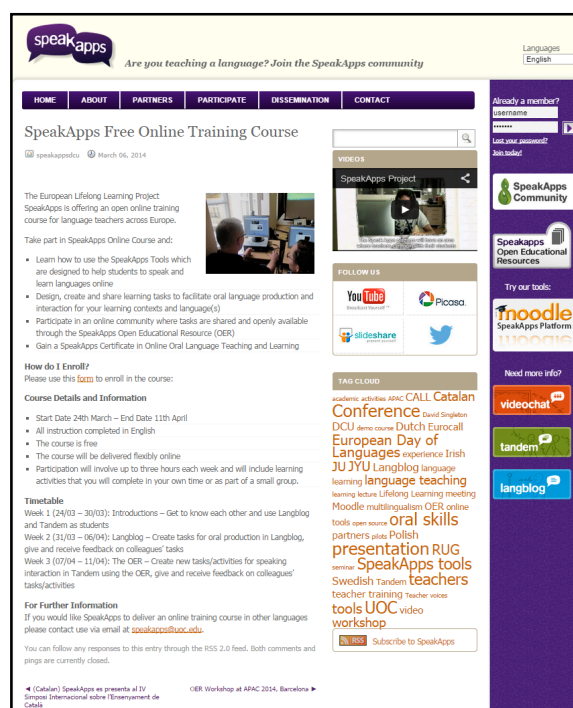 speakapps
Are you teaching a language? Join the SpeakApps community
Languages
English
HOME ABOUT PARTNERS PARTICIPATE DISSEMINATION CONTACT
SpeakApps Free Online Training Course
speakappsdcu March 06, 2014
The European Lifelong Learning Project
SpeakApps is offering an open online training
course for language teachers across Europe.
Take part in SpeakApps Online Course and:
Learn how to use the SpeakApps Tools which
are designed to help students to speak and
learn languages online
Design, create and share learning tasks to facilitate oral language production and
interaction for your learning contexts and language(s)
Participate in an online community where tasks are shared and openly available
through the SpeakApps Open Educational Resource (OER)
Gain a SpeakApps Certificate in Online Oral Language Teaching and Learning
How do I Enroll?
Please use this form to enroll in the course:
Course Details and Information
Start Date 24th March – End Date 11th April
All instruction completed in English
The course is free
The course will be delivered flexibly online
Participation will involve up to three hours each week and will include learning
activities that you will complete in your own time or as part of a small group.
Timetable
Week 1 (24/03 – 30/03): Introductions – Get to know each other and use Langblog
and Tandem as students
Week 2 (31/03 – 06/04): Langblog – Create tasks for oral production in Langblog,
give and receive feedback on colleagues' tasks
Week 3 (07/04 – 11/04): The OER – Create new tasks/activities for speaking
interaction in Tandem using the OER, give and receive feedback on colleagues'
tasks/activities
For Further Information
If you would like SpeakApps to deliver an online training course in other languages
please contact use via email at speakapps@uoc.edu.
You can follow any responses to this entry through the RSS 2.0 feed. Both comments and
pings are currently closed.
◄ (Catalan) SpeakApps es presenta al IV
Simposi Internacional sobre l'Ensenyament de
Català
OER Workshop at APAC 2014, Barcelona ►
VIDEOS
SpeakApps Project
FOLLOW US
YouTube
Picasa
slideshare
TAG CLOUD
academic activities APAC CALL Catalan
Conference David Singleton
DCU demo course Dutch Eurocall
European Day of
Languages experience Irish
JU JYU Langblog language
learning language teaching
learning lecture Lifelong Learning meeting
Moodle multilingualism OER online
tools open source oral skills
partners pilots Polish
presentation RUG
seminar SpeakApps tools
Swedish Tandem teachers
teacher training Teacher voices
tools UOC video
workshop
RSS Subscribe to SpeakApps
Already a member?
username
•••••••
Lost your password?
Join today!
SpeakApps
Community
Speakapps
Open Educational
Resources
Try our tools:
moodle
SpeakApps Platform
Need more info?
videochat
tandem
langblog